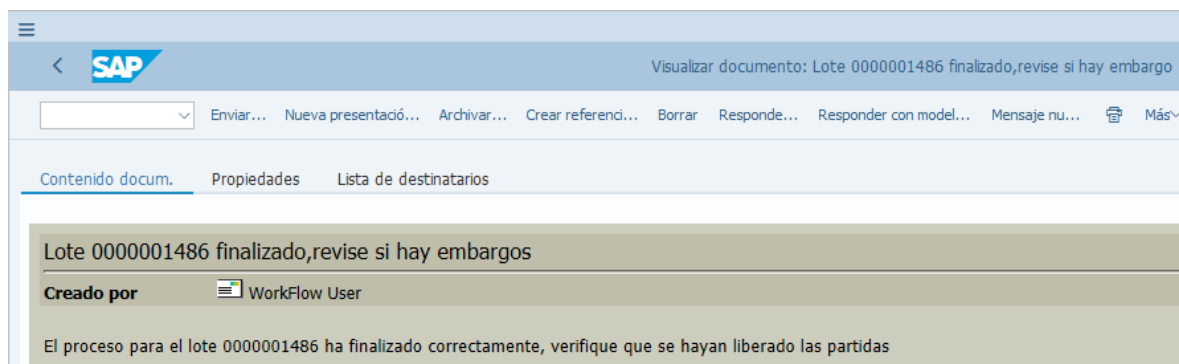 SAP
Visualizar documento: Lote 0000001486 finalizado,revise si hay embargo
Enviar... Nueva presentació... Archivar... Crear referenci... Borrar Responde... Responder con model... Mensaje nu... Más
Contenido docum. Propiedades Lista de destinatarios
Lote 0000001486 finalizado,revise si hay embargos
Creado por WorkFlow User
El proceso para el lote 0000001486 ha finalizado correctamente, verifique que se hayan liberado las partidas